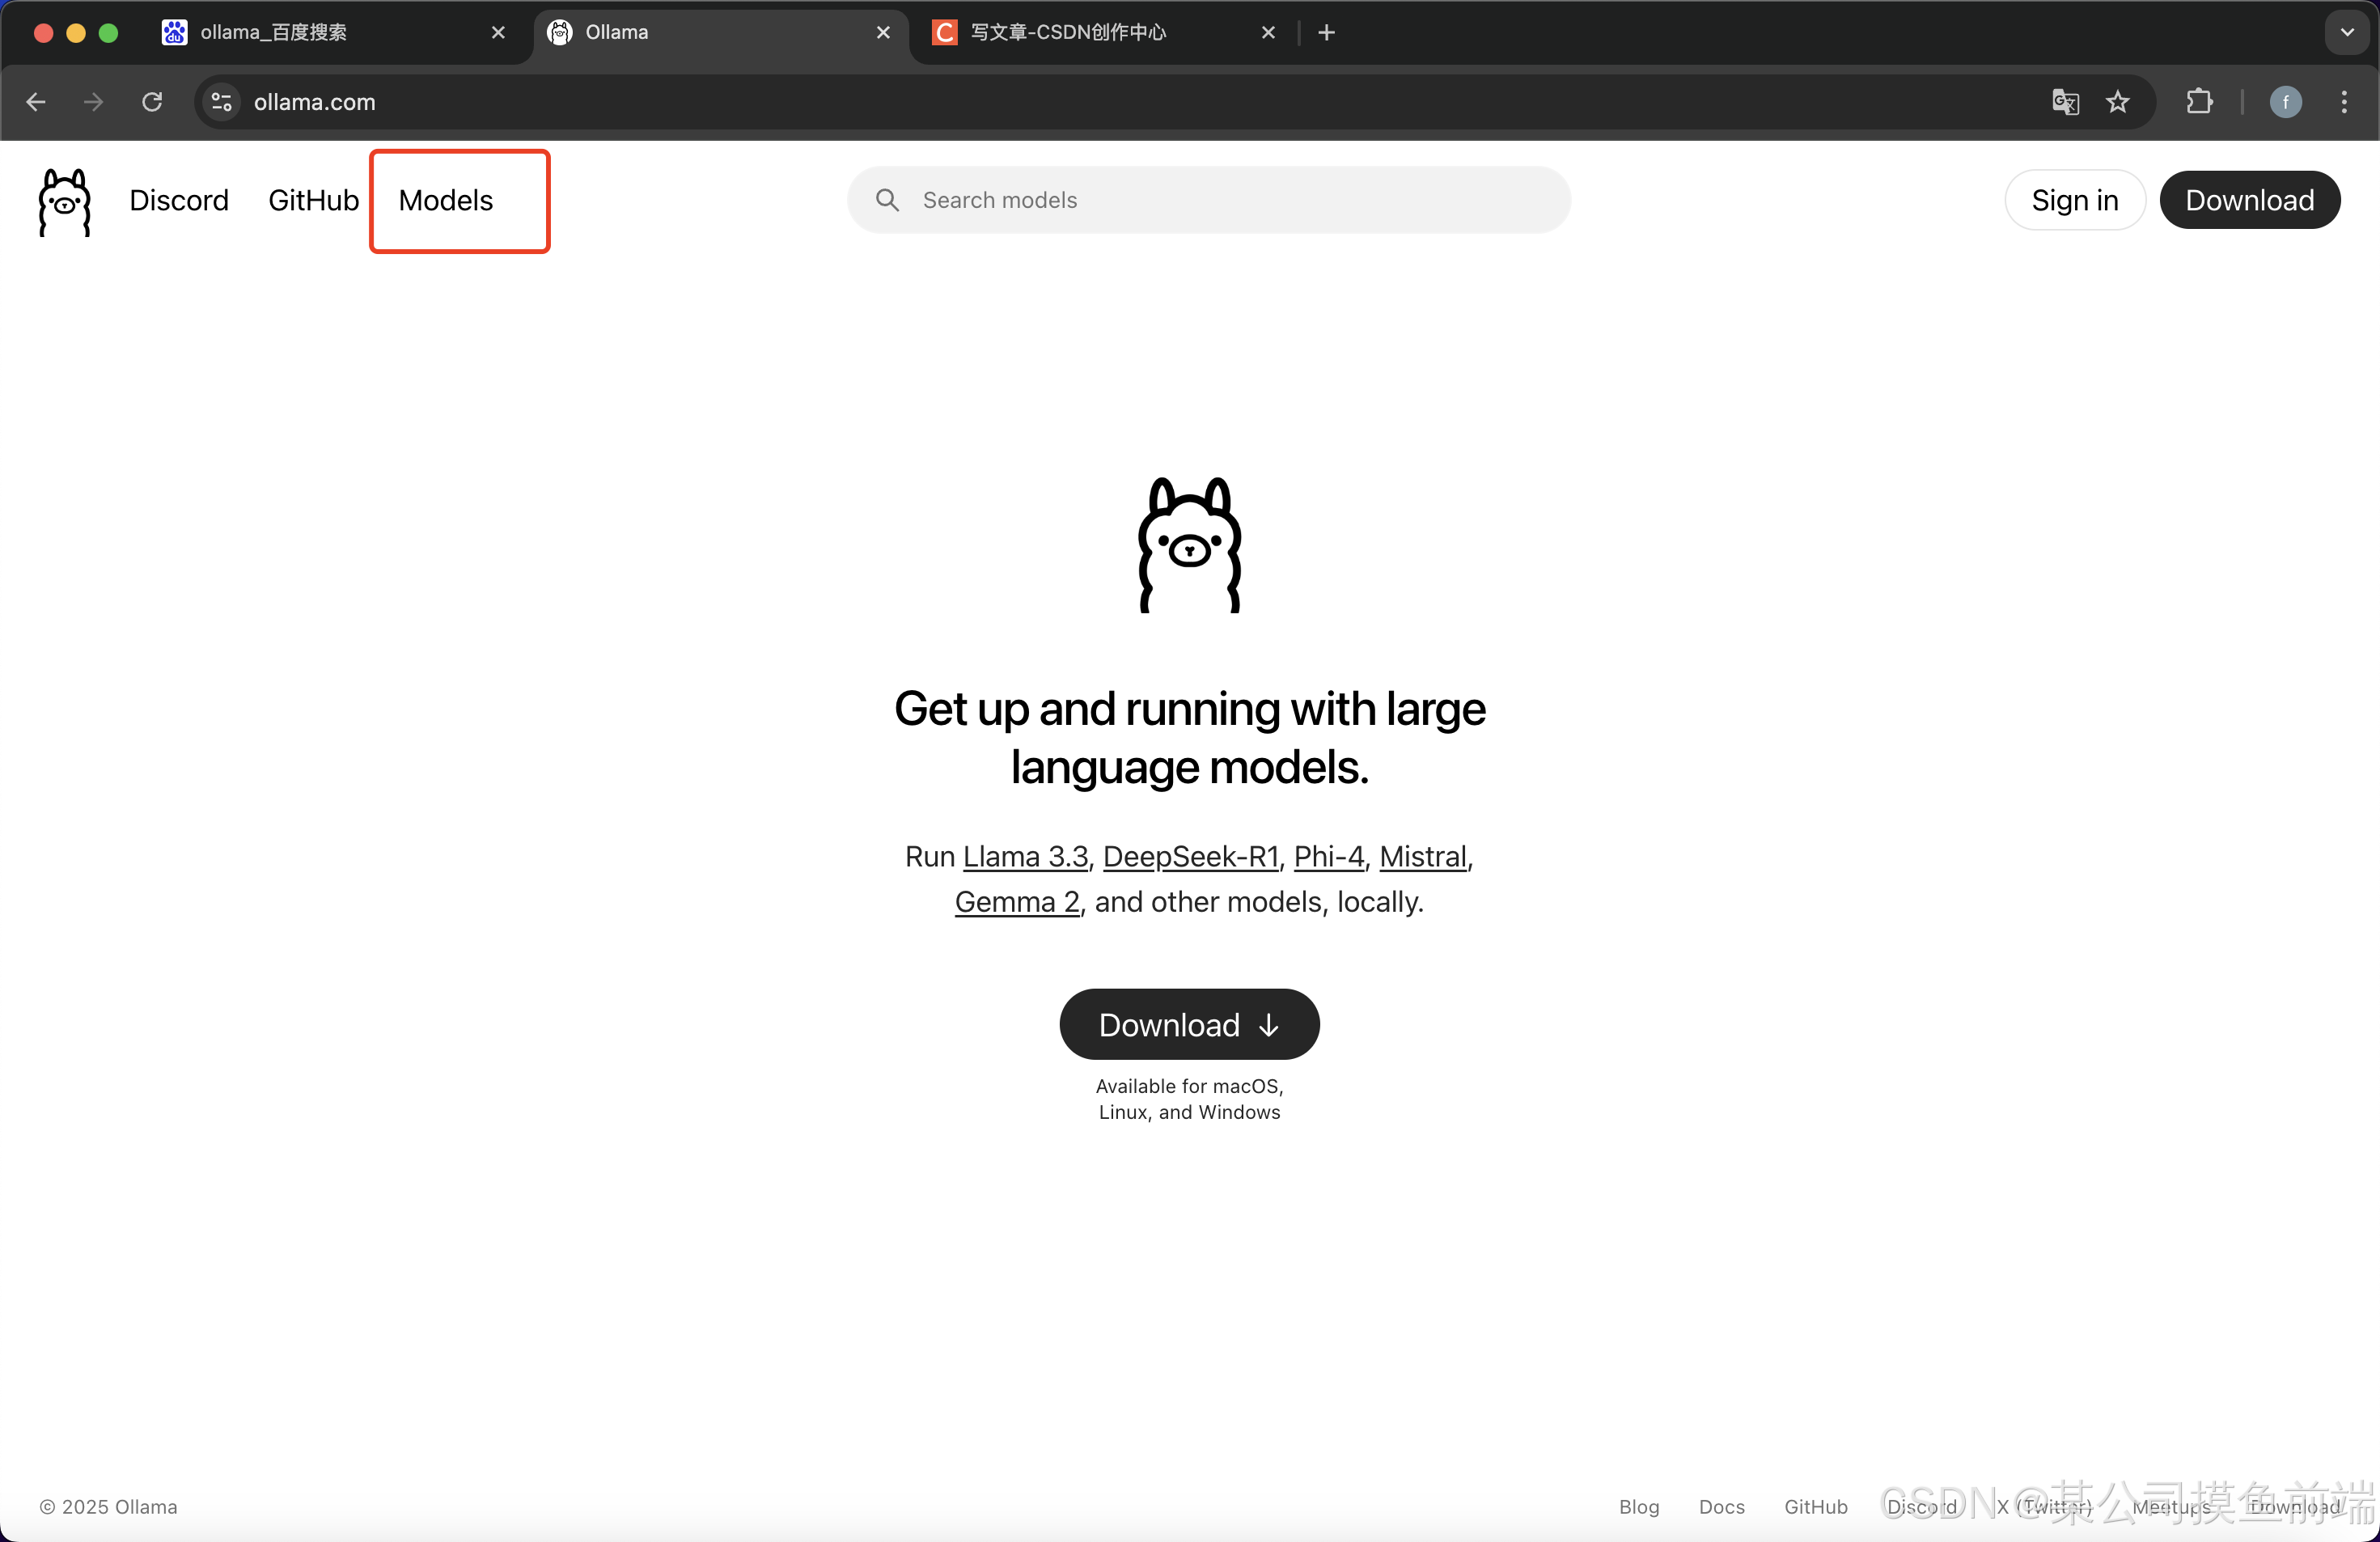 ollama_百度搜索
Ollama
写文章-CSDN创作中心
ollama.com
f
Discord GitHub Models
Search models
Sign in
Download
Get up and running with large
language models.
Run Llama 3.3, DeepSeek-R1, Phi-4, Mistral,
Gemma 2, and other models, locally.
Download ↓
Available for macOS,
Linux, and Windows
© 2025 Ollama
Blog Docs GitHub Discord X (Twitter) Meetups Download
CSDN @某公司摸鱼前端